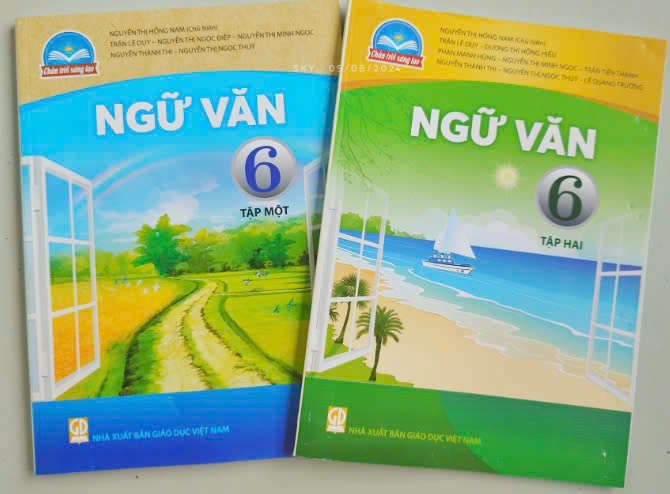 Chân trời sáng tạo
NGUYỄN THỊ HỒNG NAM (Chủ biên)
TRẦN LÊ DUY – NGUYỄN THỊ NGỌC ĐIỆP – NGUYỄN THỊ MINH NGỌC
NGUYỄN THÀNH THI – NGUYỄN THỊ NGỌC THUÝ
NGỮ VĂN
6
TẬP MỘT
GD
NHÀ XUẤT BẢN GIÁO DỤC VIỆT NAM
SKY_09/08/2024
Chân trời sáng tạo
NGUYỄN THỊ HỒNG NAM (Chủ biên)
TRẦN LÊ DUY – DƯƠNG THỊ HỒNG HIẾU
PHAN MẠNH HÙNG – NGUYỄN THỊ MINH NGỌC – TRẦN TIẾN THÀNH
NGUYỄN THÀNH THI – NGUYỄN THỊ NGỌC THUÝ – LÊ QUANG TRƯỜNG
NGỮ VĂN
6
TẬP HAI
GD
NHÀ XUẤT BẢN GIÁO DỤC VIỆT NAM